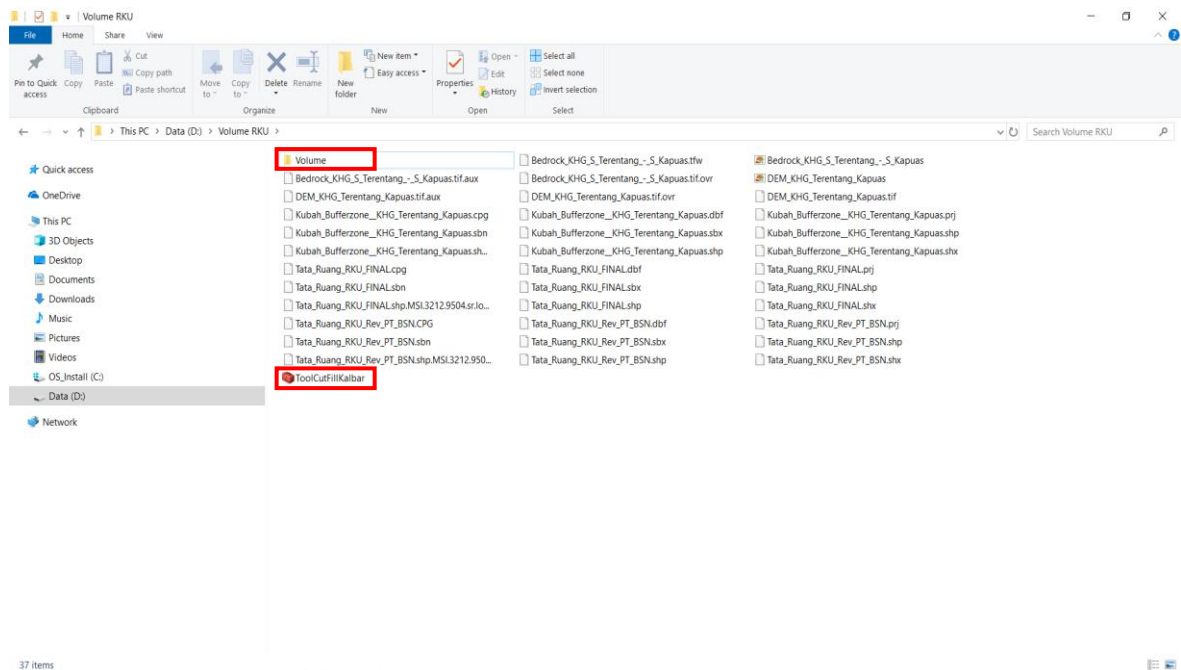 Volume RKU
File Home Share View
Pin to Quick access
Copy
Paste
Cut
Copy path
Paste shortcut
Clipboard
Move to
Copy to
Delete
Rename
Organize
New folder
New item
Easy access
New
Properties
Open
Edit
History
Open
Select all
Select none
Invert selection
Select
This PC > Data (D:) > Volume RKU >
Search Volume RKU
Quick access
OneDrive
This PC
3D Objects
Desktop
Documents
Downloads
Music
Pictures
Videos
OS_Install (C:)
Data (D:)
Network
Volume
Bedrock_KHG_S_Terentang_-_S_Kapuas.tfw
Bedrock_KHG_S_Terentang_-_S_Kapuas
Bedrock_KHG_S_Terentang_-_S_Kapuas.tif.aux
Bedrock_KHG_S_Terentang_-_S_Kapuas.tif.ovr
DEM_KHG_Terentang_Kapuas
DEM_KHG_Terentang_Kapuas.tif.aux
DEM_KHG_Terentang_Kapuas.tif.ovr
DEM_KHG_Terentang_Kapuas.tif
Kubah_Bufferzone__KHG_Terentang_Kapuas.cpg
Kubah_Bufferzone__KHG_Terentang_Kapuas.dbf
Kubah_Bufferzone__KHG_Terentang_Kapuas.prj
Kubah_Bufferzone__KHG_Terentang_Kapuas.sbn
Kubah_Bufferzone__KHG_Terentang_Kapuas.sbx
Kubah_Bufferzone__KHG_Terentang_Kapuas.shp
Kubah_Bufferzone__KHG_Terentang_Kapuas.sh...
Kubah_Bufferzone__KHG_Terentang_Kapuas.shp
Kubah_Bufferzone__KHG_Terentang_Kapuas.shx
Tata_Ruang_RKU_FINAL.cpg
Tata_Ruang_RKU_FINAL.dbf
Tata_Ruang_RKU_FINAL.prj
Tata_Ruang_RKU_FINAL.sbn
Tata_Ruang_RKU_FINAL.sbx
Tata_Ruang_RKU_FINAL.shp
Tata_Ruang_RKU_FINAL.shp.MSI.3212.9504.sr.lo...
Tata_Ruang_RKU_FINAL.shp
Tata_Ruang_RKU_FINAL.shx
Tata_Ruang_RKU_Rev_PT_BSN.CPG
Tata_Ruang_RKU_Rev_PT_BSN.dbf
Tata_Ruang_RKU_Rev_PT_BSN.prj
Tata_Ruang_RKU_Rev_PT_BSN.sbn
Tata_Ruang_RKU_Rev_PT_BSN.sbx
Tata_Ruang_RKU_Rev_PT_BSN.shp
Tata_Ruang_RKU_Rev_PT_BSN.shp.MSI.3212.950...
Tata_Ruang_RKU_Rev_PT_BSN.shp
Tata_Ruang_RKU_Rev_PT_BSN.shx
ToolCutFillKalbar
37 items